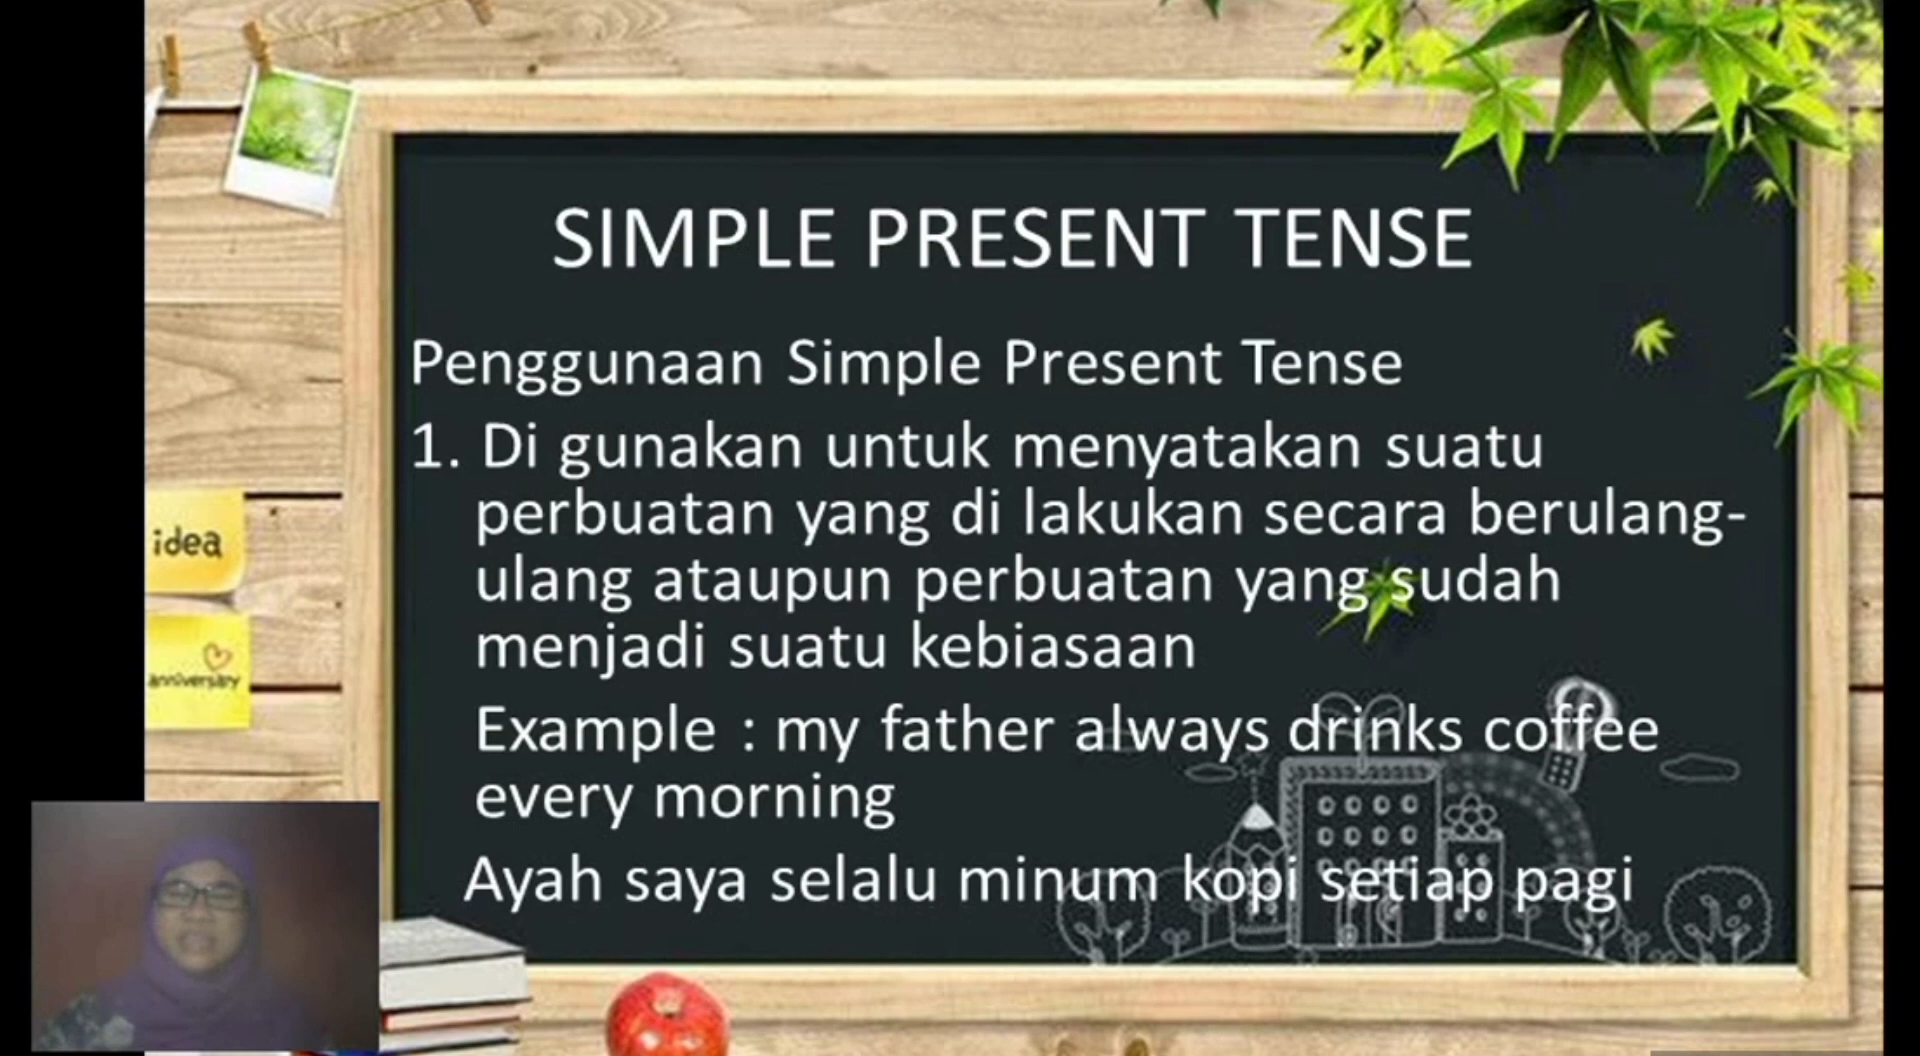 SIMPLE PRESENT TENSE
Penggunaan Simple Present Tense
1. Di gunakan untuk menyatakan suatu
perbuatan yang di lakukan secara berulang-
ulang ataupun perbuatan yang sudah
menjadi suatu kebiasaan
Example : my father always drinks coffee
every morning
Ayah saya selalu minum kopi setiap pagi
idea
anniversary